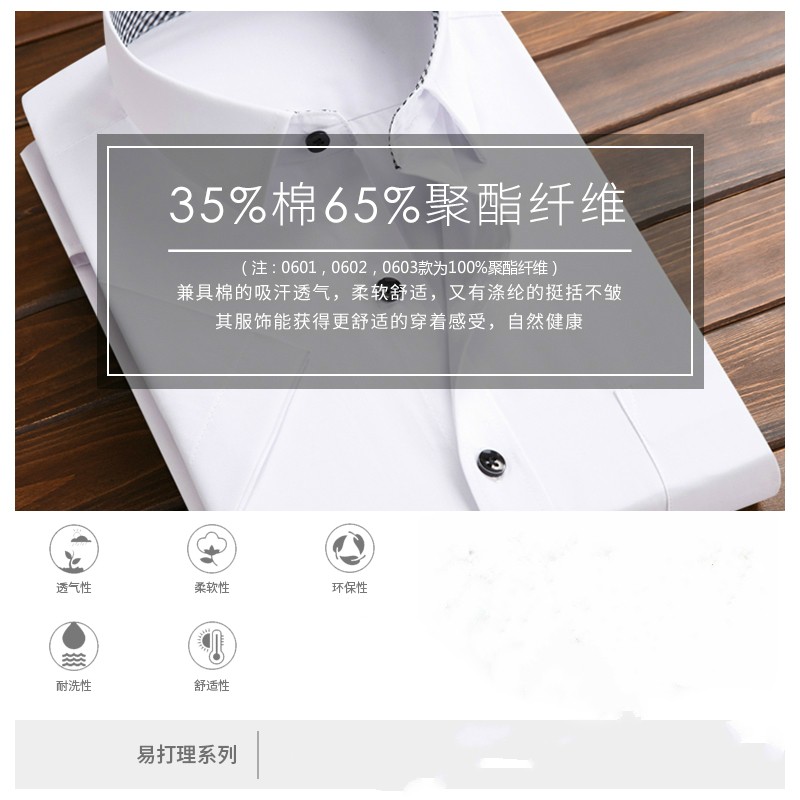 35%棉65%聚酯纤维
（注：0601，0602，0603款为100%聚酯纤维）
兼具棉的吸汗透气，柔软舒适，又有涤纶的挺括不皱
其服饰能获得更舒适的穿着感受，自然健康
透气性
柔软性
环保性
耐洗性
舒适性
易打理系列